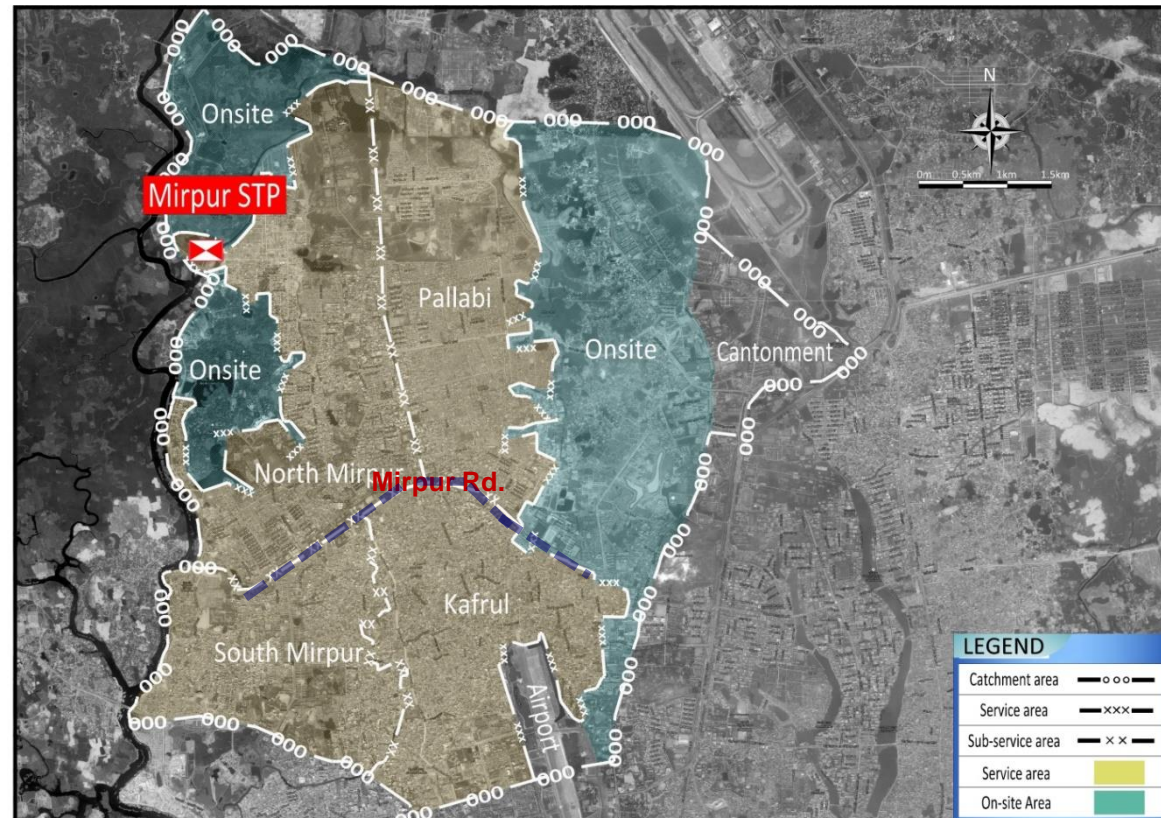 Onsite
N
0m 0.5km 1km 1.5km
Mirpur STP
Pallabi
Onsite
Cantonment
Onsite
North Mirpur
Mirpur Rd.
Kafrul
South Mirpur
Airport
LEGEND
Catchment area
Service area
Sub-service area
Service area
On-site Area